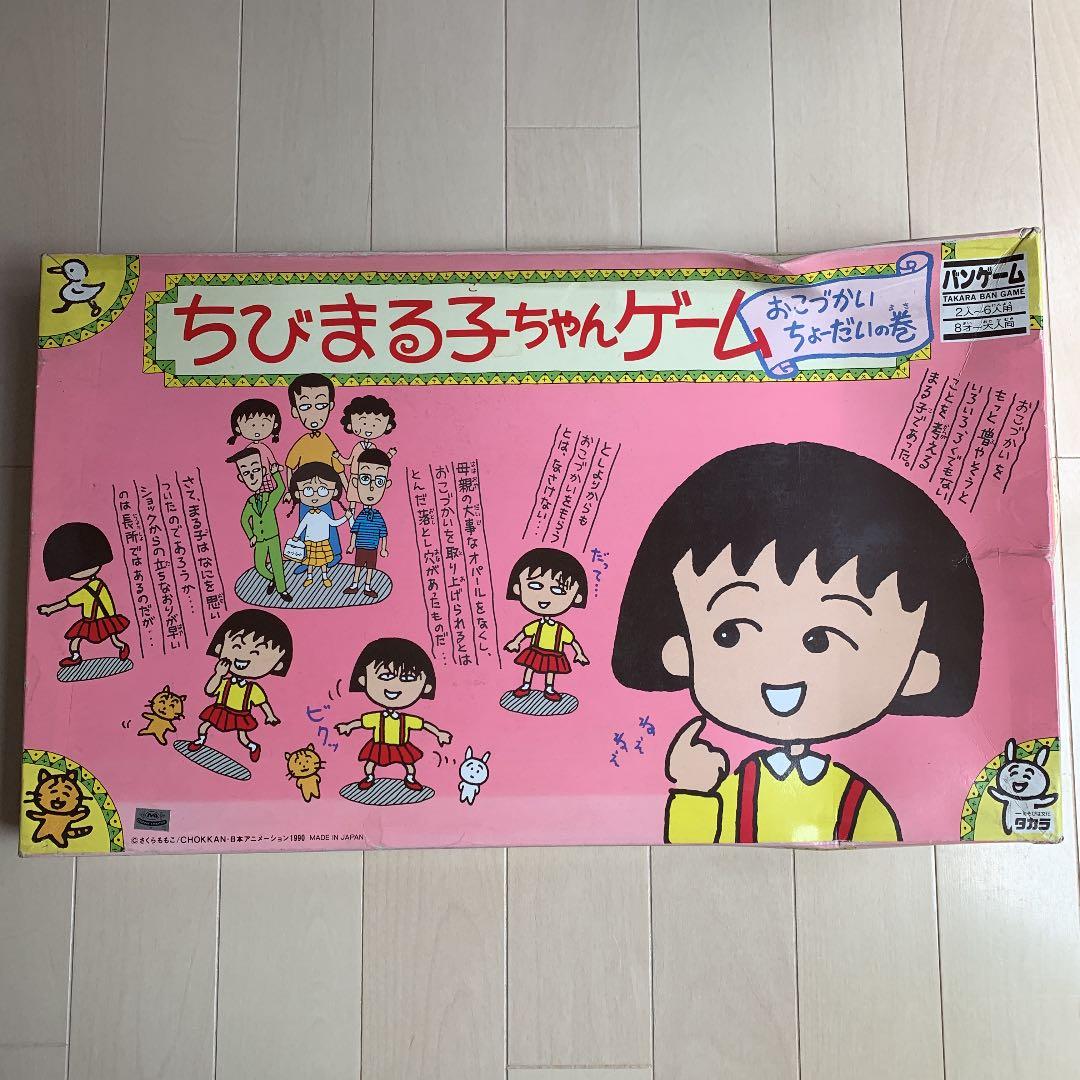 ちびまる子ちゃんゲーム
おこづかい
ちょーだいの巻
バンゲーム
TAKARA BAN GAME
2人〜6人用
8才〜大人向
おこづかいを
もっと増やそうと
いろいろろくでもない
ことを考える
まる子であった。
としよりからも
おこづかいをもらう
とは、なさけない…
だって…
母親の大事なオパールをなくし、
おこづかいを取り上げられるとは
とんだ落とし穴があったものだ…
さて、まる子はなにを思い
ついたのであろうか…
ショックからの立ちなおりが早い
のは長所ではあるのだが…
ビクッ
ねぇ
ねぇ
©さくらももこ/CHOKKAN・日本アニメーション1990 MADE IN JAPAN
タカラ